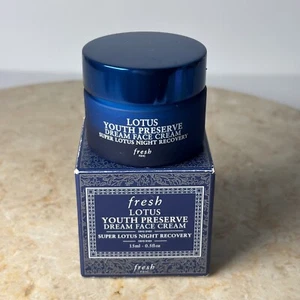 LOTUS
YOUTH PRESERVE
DREAM FACE CREAM
SUPER LOTUS NIGHT RECOVERY
fresh
fresh
LOTUS
YOUTH PRESERVE
DREAM FACE CREAM
SUPER LOTUS NIGHT RECOVERY
15ml - 0.5fl oz
fresh